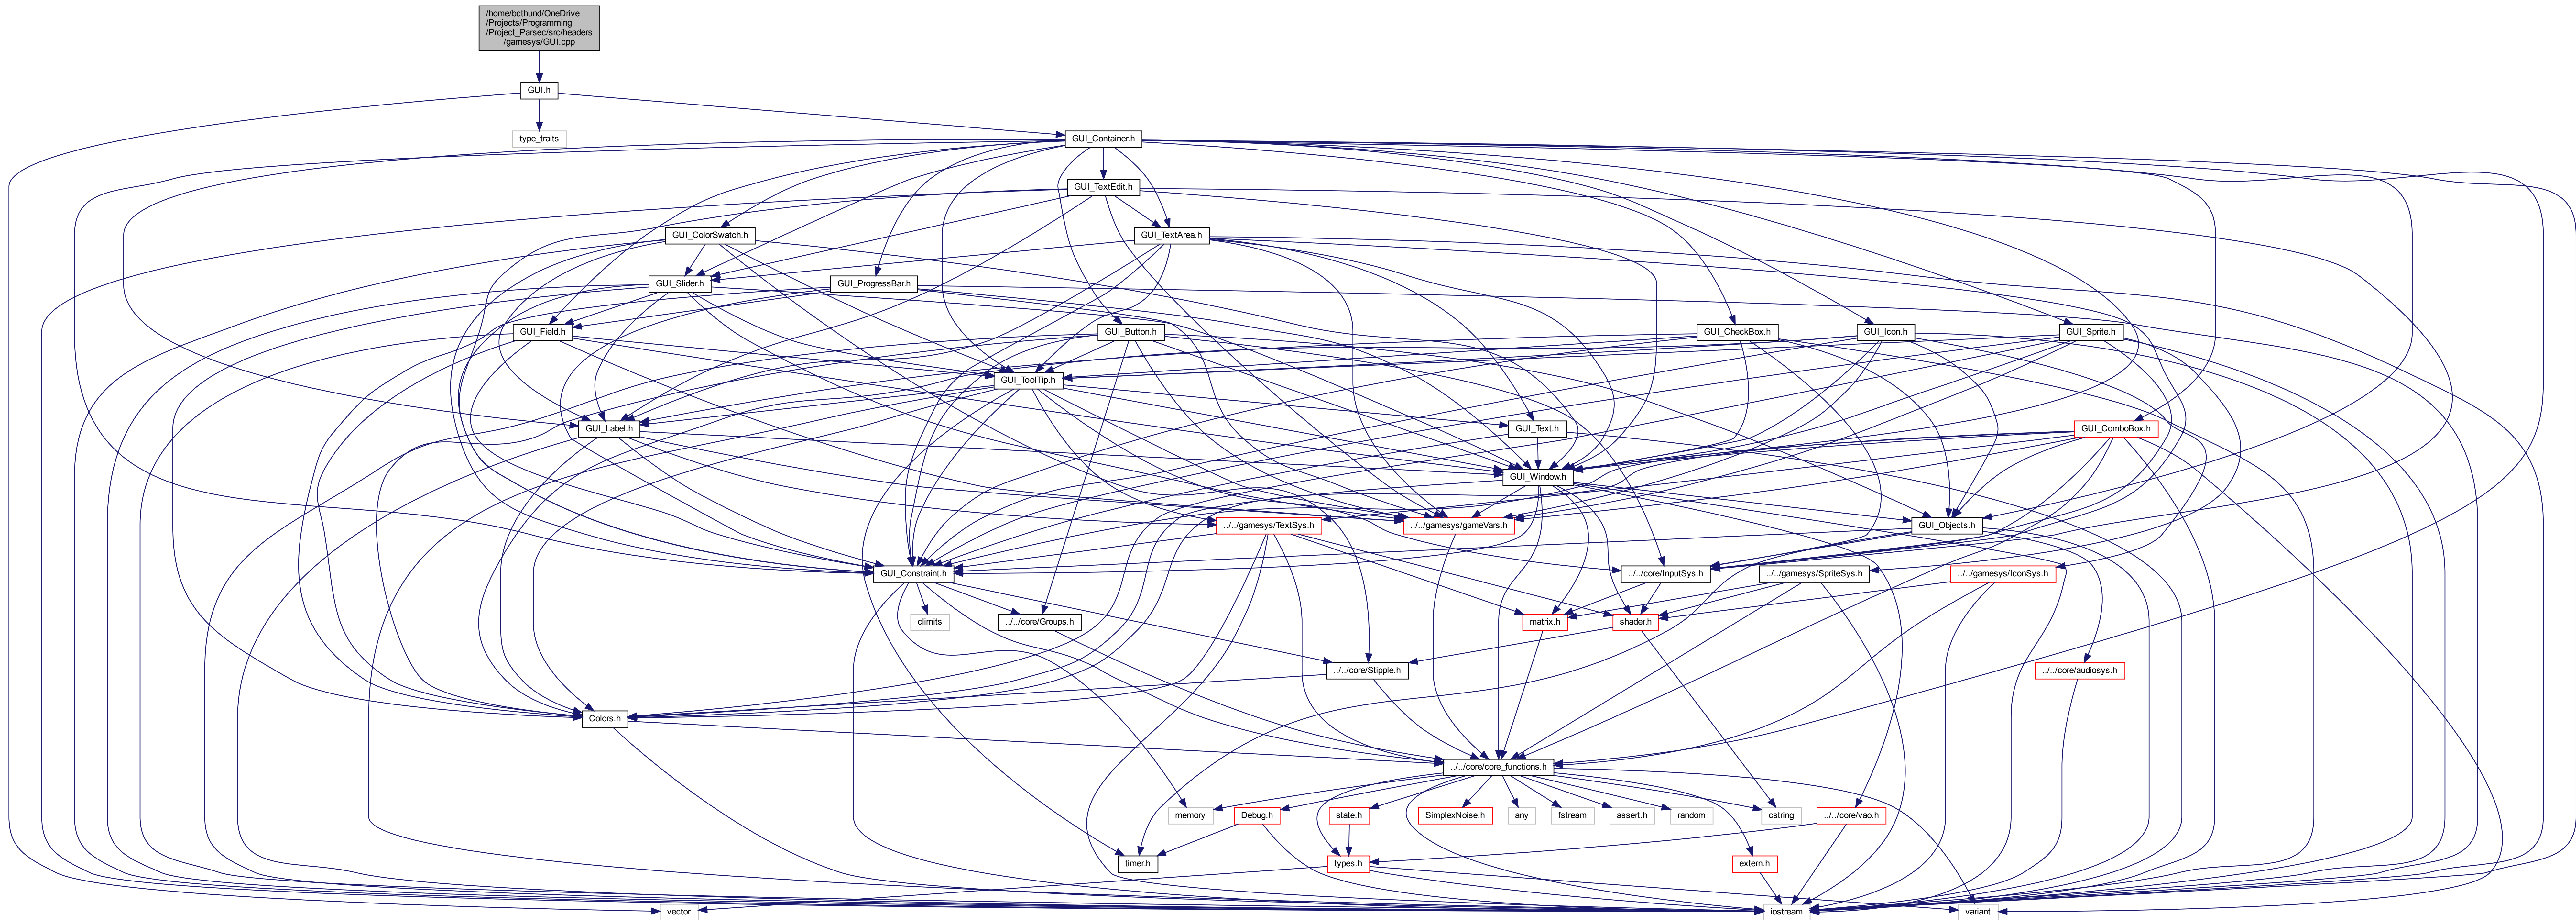 /home/bcthund/OneDrive
/Projects/Programming
/Project_Parsec/src/headers
/gamesys/GUI.cpp
GUI.h
type_traits
GUI_Container.h
GUI_TextEdit.h
GUI_ColorSwatch.h
GUI_TextArea.h
GUI_Slider.h
GUI_ProgressBar.h
GUI_Field.h
GUI_Button.h
GUI_CheckBox.h
GUI_Icon.h
GUI_Sprite.h
GUI_ToolTip.h
GUI_Label.h
GUI_Text.h
GUI_ComboBox.h
GUI_Window.h
../../gamesys/TextSys.h
../../gamesys/gameVars.h
GUI_Objects.h
GUI_Constraint.h
../../core/InputSys.h
../../gamesys/SpriteSys.h
../../gamesys/IconSys.h
climits
../../core/Groups.h
matrix.h
shader.h
../../core/Stipple.h
../../core/audiosys.h
Colors.h
../../core/core_functions.h
memory
Debug.h
state.h
SimplexNoise.h
any
fstream
assert.h
random
cstring
../../core/vao.h
timer.h
types.h
extern.h
vector
iostream
variant